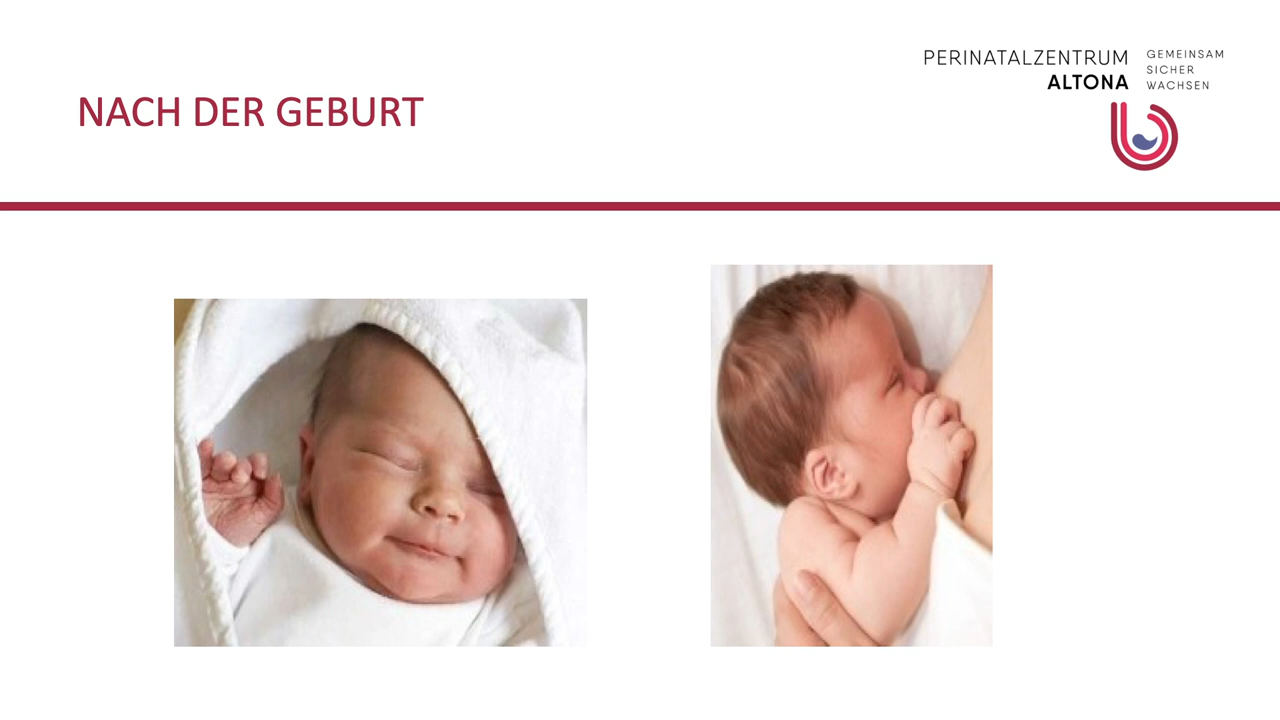 NACH DER GEBURT
PERINATALZENTRUM
ALTONA
GEMEINSAM
SICHER
WACHSEN